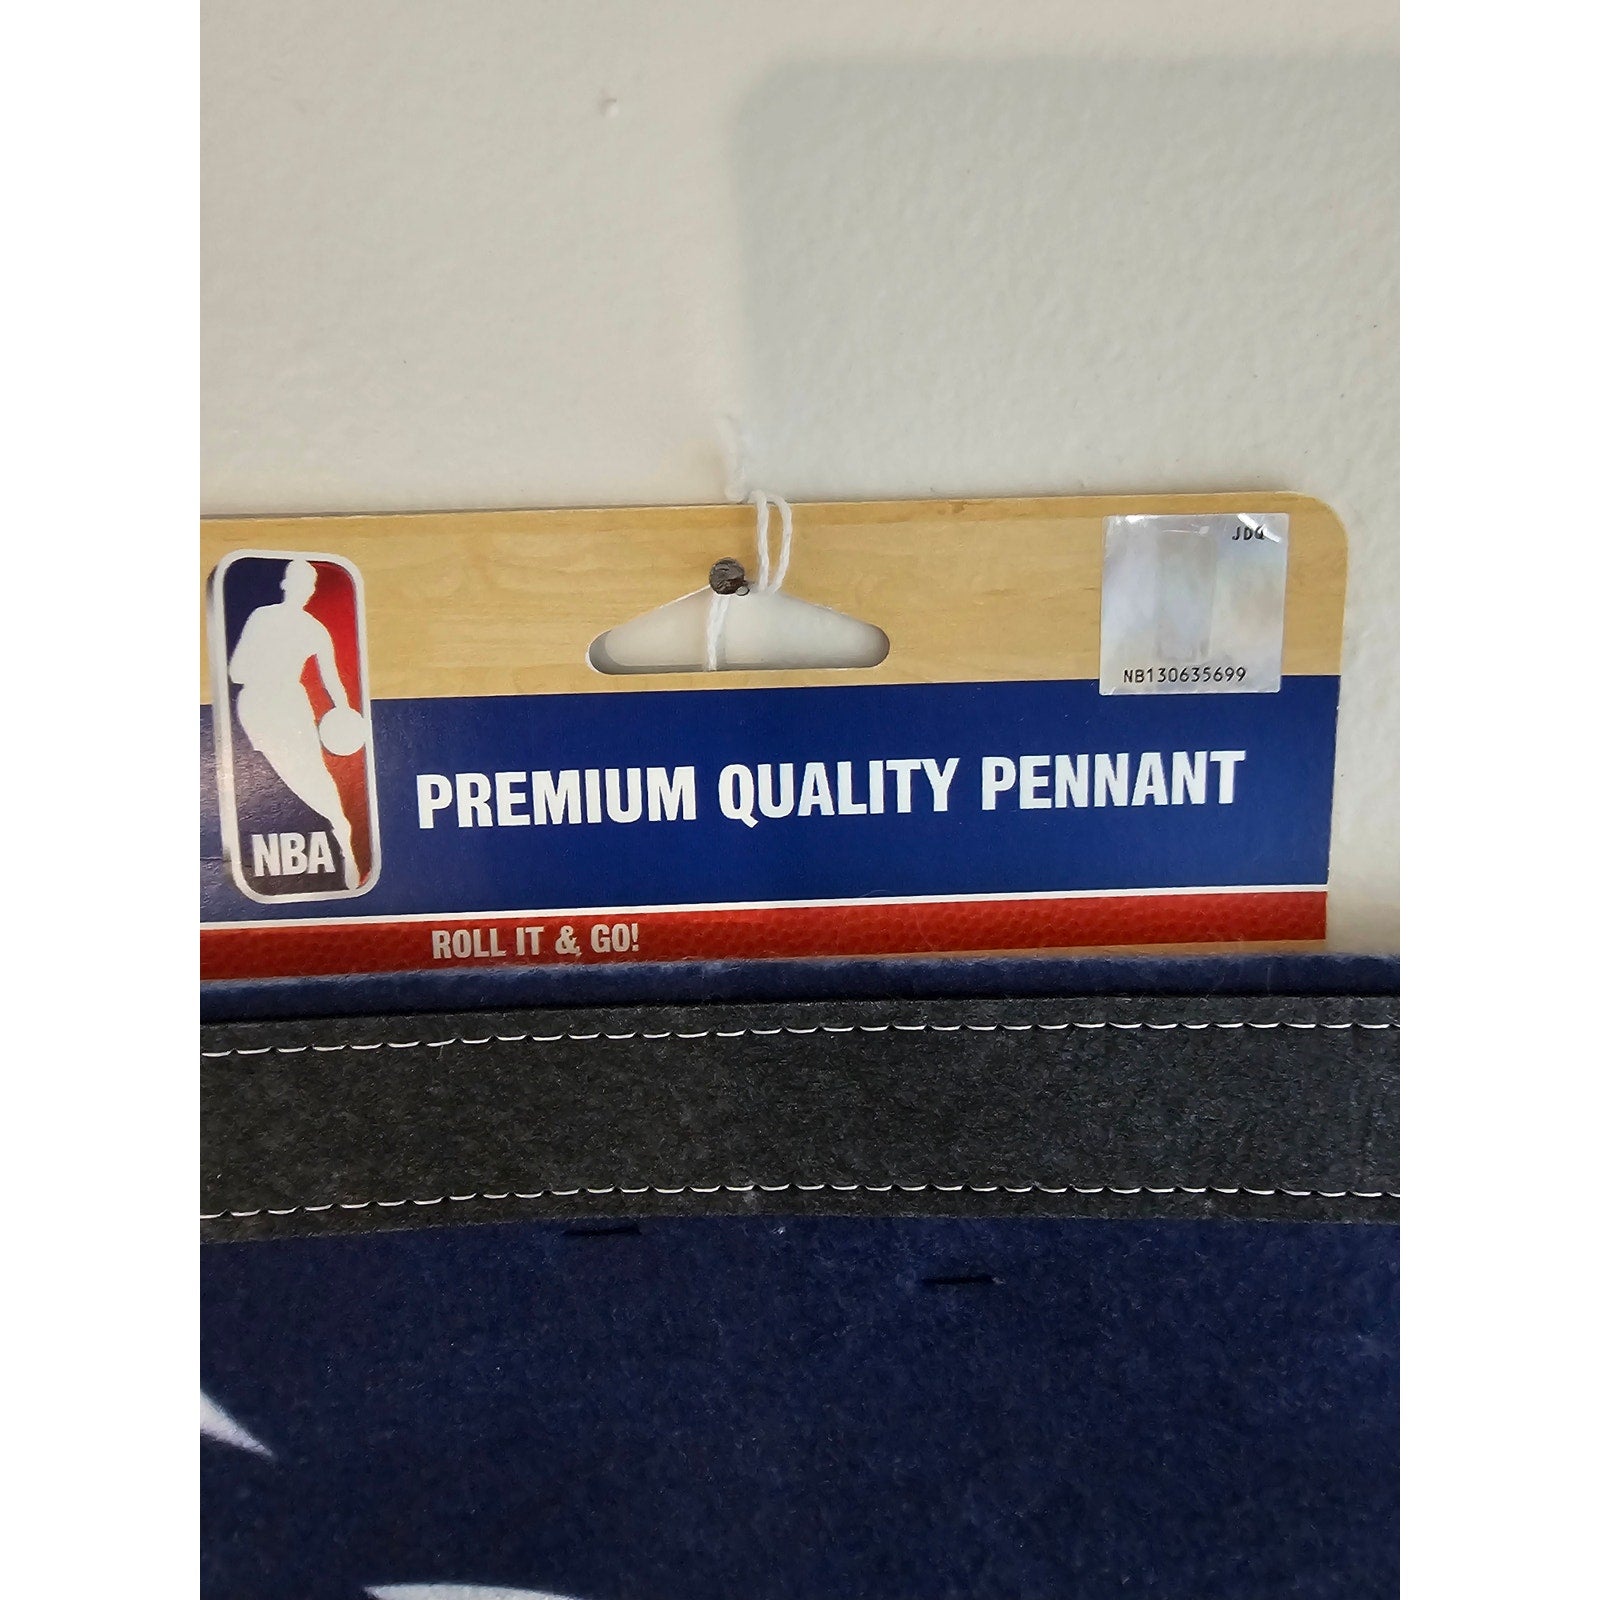 JDQ
NB130635699
PREMIUM QUALITY PENNANT
NBA
ROLL IT & GO!